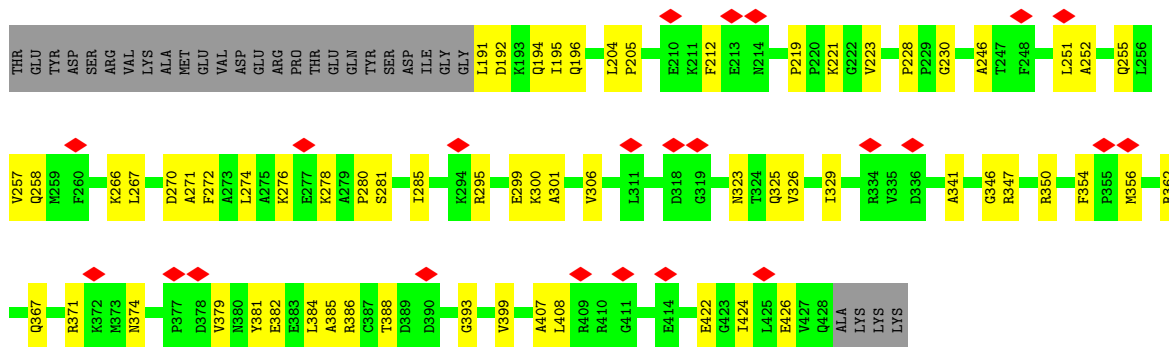 THR GLU TYR ASP SER ARG VAL LYS ALA MET GLU VAL ASP GLU ARG PRO THR GLU GLN TYR SER ASP ILE GLY GLY L191 D192 K193 Q194 I195 Q196 L204 P205 E210 K211 F212 E213 N214 P219 P220 K221 G222 V223 P228 P229 G230 A246 T247 F248 L251 A252 Q255 L256
V257 Q258 M259 F260 K266 L267 D270 A271 F272 A273 L274 A275 K276 E277 K278 A279 P280 S281 I285 K294 R295 E299 K300 A301 V306 L311 D318 G319 N323 T324 Q325 V326 I329 R334 V335 D336 A341 G346 R347 R350 F354 P355 M356 R362
Q367 R371 K372 M373 N374 P377 D378 V379 N380 Y381 E382 E383 L384 A385 R386 C387 T388 D389 D390 G393 V399 A407 L408 R409 R410 G411 E414 E422 G423 I424 L425 E426 V427 Q428 ALA LYS LYS LYS